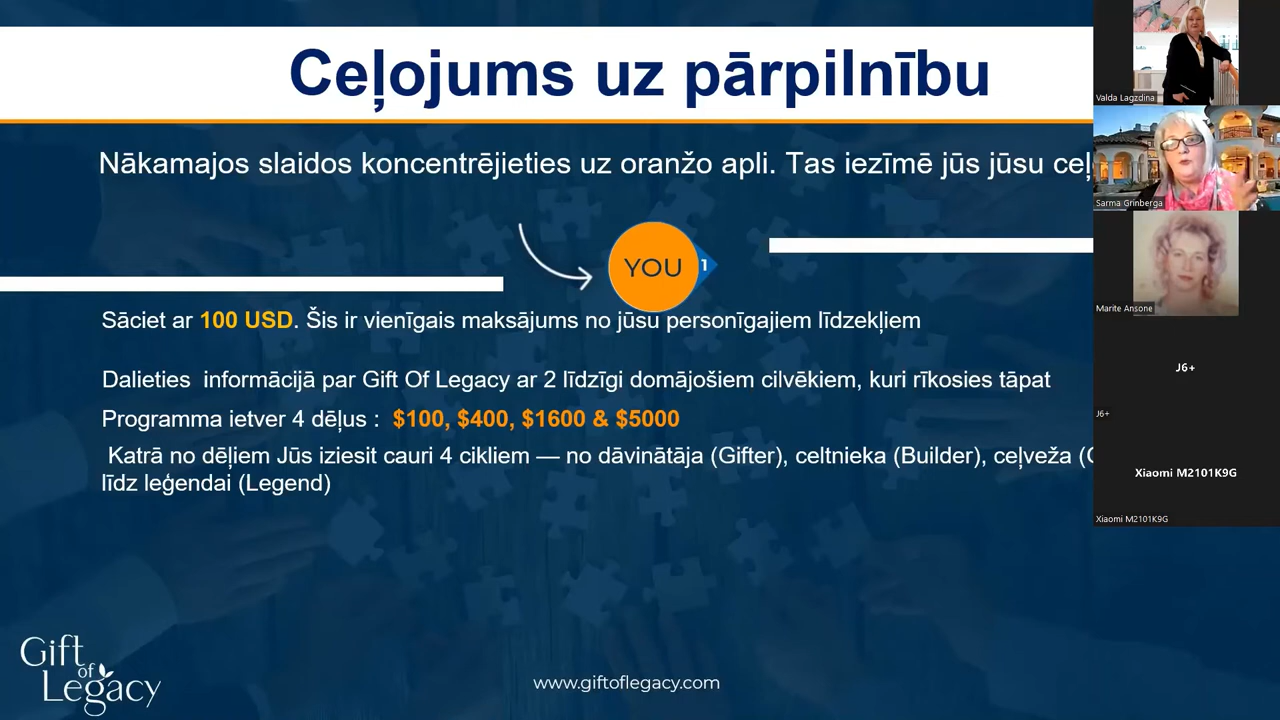 Ceļojums uz pārpilnību
Nākamajos slaidos koncentrējieties uz oranžo apli. Tas iezīmē jūs jūsu
YOU
1
Sāciet ar 100 USD. Šis ir vienīgais maksājums no jūsu personīgajiem līdzekļiem
Dalieties informācijā par Gift Of Legacy ar 2 līdzīgi domājošiem cilvēkiem, kuri rīkosies tāpat
Programma ietver 4 dēļus : $100, $400, $1600 & $5000
Katrā no dēļiem Jūs iziesit cauri 4 cikliem — no dāvinātāja (Gifter), celtnieka (Builder), ceļveža
līdz leģendai (Legend)
Gift
of
Legacy
www.giftoflegacy.com
Valda Lagzdina
Sarma Grinberga
Marite Ansone
J6+
J6+
Xiaomi M2101K9G
Xiaomi M2101K9G